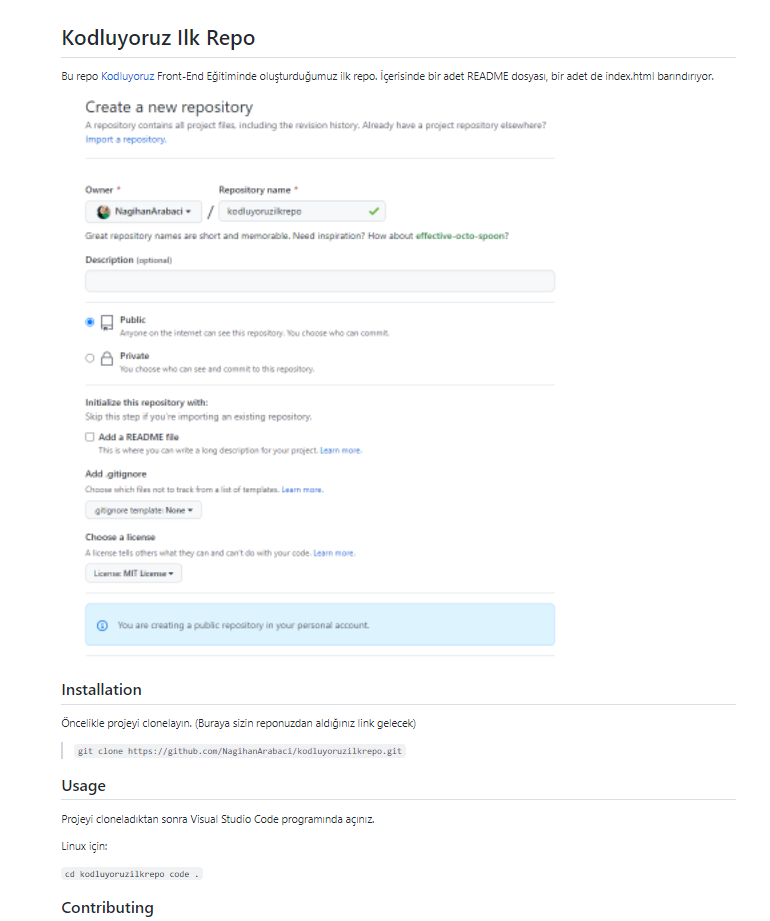 Kodluyoruz Ilk Repo
Bu repo Kodluyoruz Front-End Eğitiminde oluşturduğumuz ilk repo. İçerisinde bir adet README dosyası, bir adet de index.html barındırıyor.
Create a new repository
A repository contains all project files, including the revision history. Already have a project repository elsewhere?
Import a repository.
Owner * Repository name *
NagihanArabaci / kodluyoruzilkrepo
Great repository names are short and memorable. Need inspiration? How about effective-octo-spoon?
Description (optional)
Public
Anyone on the internet can see this repository. You choose who can commit.
Private
You choose who can see and commit to this repository.
Initialize this repository with:
Skip this step if you're importing an existing repository.
Add a README file
This is where you can write a long description for your project. Learn more.
Add .gitignore
Choose which files not to track from a list of templates. Learn more.
.gitignore template: None
Choose a license
A license tells others what they can and can't do with your code. Learn more.
License: MIT License
You are creating a public repository in your personal account.
Installation
Öncelikle projeyi clonelayın. (Buraya sizin reponuzdan aldığınız link gelecek)
git clone https://github.com/NagihanArabaci/kodluyoruzilkrepo.git
Usage
Projeyi cloneladıktan sonra Visual Studio Code programında açınız.
Linux için:
cd kodluyoruzilkrepo code .
Contributing